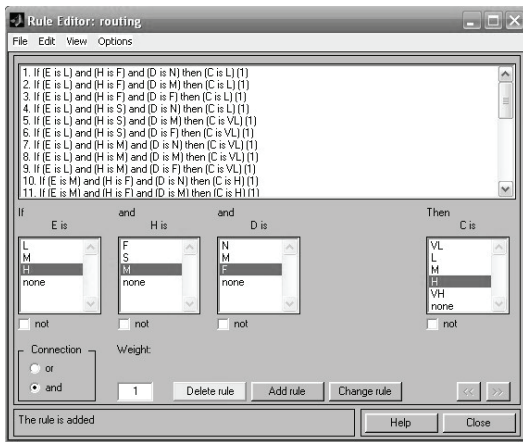 Rule Editor: routing
File Edit View Options
1. If (E is L) and (H is F) and (D is N) then (C is L) (1)
2. If (E is L) and (H is F) and (D is M) then (C is L) (1)
3. If (E is L) and (H is F) and (D is F) then (C is L) (1)
4. If (E is L) and (H is S) and (D is N) then (C is L) (1)
5. If (E is L) and (H is S) and (D is M) then (C is VL) (1)
6. If (E is L) and (H is S) and (D is F) then (C is VL) (1)
7. If (E is L) and (H is M) and (D is N) then (C is VL) (1)
8. If (E is L) and (H is M) and (D is M) then (C is VL) (1)
9. If (E is L) and (H is M) and (D is F) then (C is VL) (1)
10. If (E is M) and (H is F) and (D is N) then (C is H) (1)
11. If (E is M) and (H is F) and (D is M) then (C is H) (1)
If and and Then
E is H is D is C is
L F N VL
M S M L
H M F M
none none none H
VH
none
not not not not
Connection Weight:
or
and 1 Delete rule Add rule Change rule << >>
The rule is added Help Close